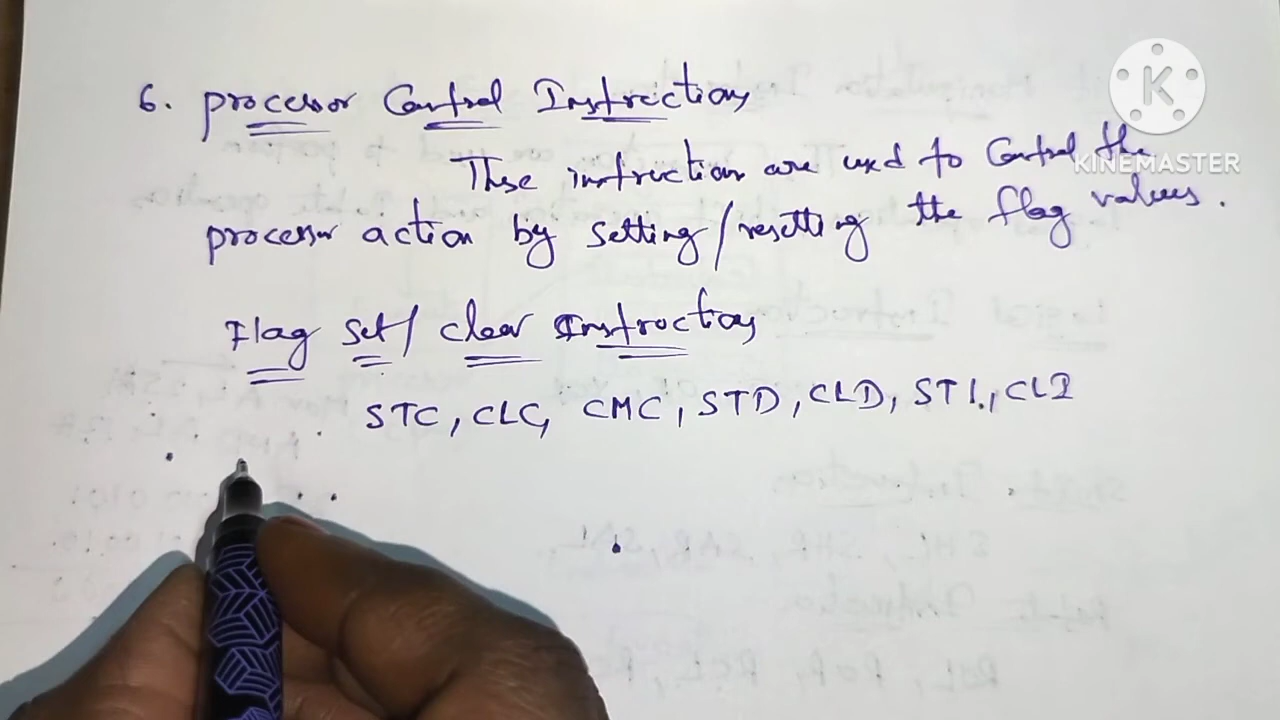 6. processor Control Instructions
These instruction are used to Control the
processor action by setting/resetting the flag values.
Flag set/clear Instructions
STC, CLC, CMC, STD, CLD, STI, CLI
K
KINEMASTER